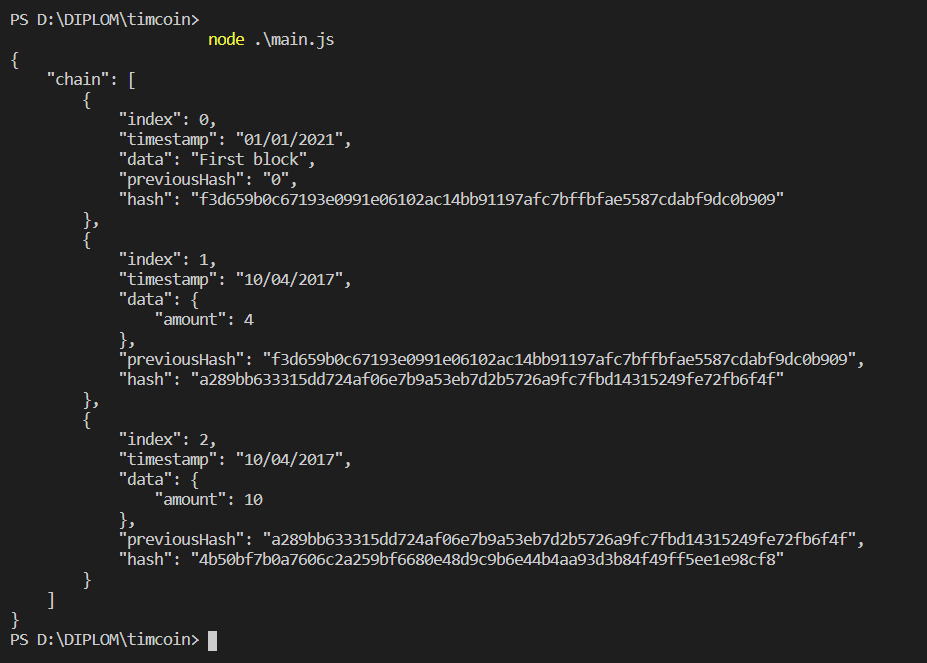 PS D:\DIPLOM\timcoin>
node .\main.js
{
    "chain": [
        {
            "index": 0,
            "timestamp": "01/01/2021",
            "data": "First block",
            "previousHash": "0",
            "hash": "f3d659b0c67193e0991e06102ac14bb91197afc7bffbfae5587cdabf9dc0b909"
        },
        {
            "index": 1,
            "timestamp": "10/04/2017",
            "data": {
                "amount": 4
            },
            "previousHash": "f3d659b0c67193e0991e06102ac14bb91197afc7bffbfae5587cdabf9dc0b909",
            "hash": "a289bb633315dd724af06e7b9a53eb7d2b5726a9fc7fbd14315249fe72fb6f4f"
        },
        {
            "index": 2,
            "timestamp": "10/04/2017",
            "data": {
                "amount": 10
            },
            "previousHash": "a289bb633315dd724af06e7b9a53eb7d2b5726a9fc7fbd14315249fe72fb6f4f",
            "hash": "4b50bf7b0a7606c2a259bf6680e48d9c9b6e44b4aa93d3b84f49ff5ee1e98cf8"
        }
    ]
}
PS D:\DIPLOM\timcoin>